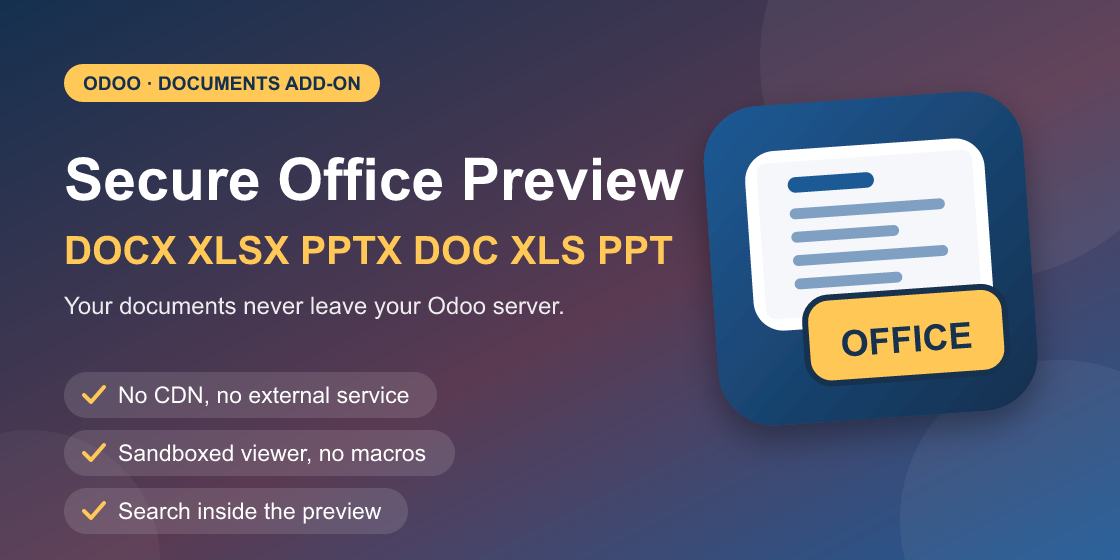 ODOO · DOCUMENTS ADD-ON
Secure Office Preview
DOCX XLSX PPTX DOC XLS PPT
Your documents never leave your Odoo server.
OFFICE
No CDN, no external service
Sandboxed viewer, no macros
Search inside the preview